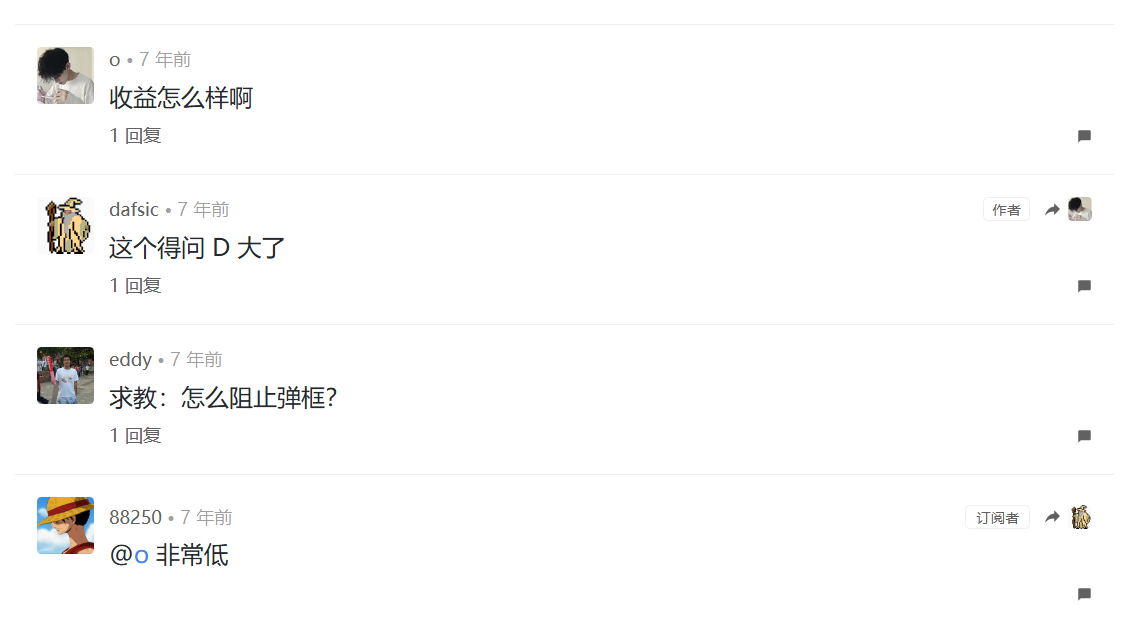 o • 7 年前
收益怎么样啊
1 回复
dafsic • 7 年前 作者
这个得问 D 大了
1 回复
eddy • 7 年前
求教：怎么阻止弹框？
1 回复
88250 • 7 年前 订阅者
@o 非常低